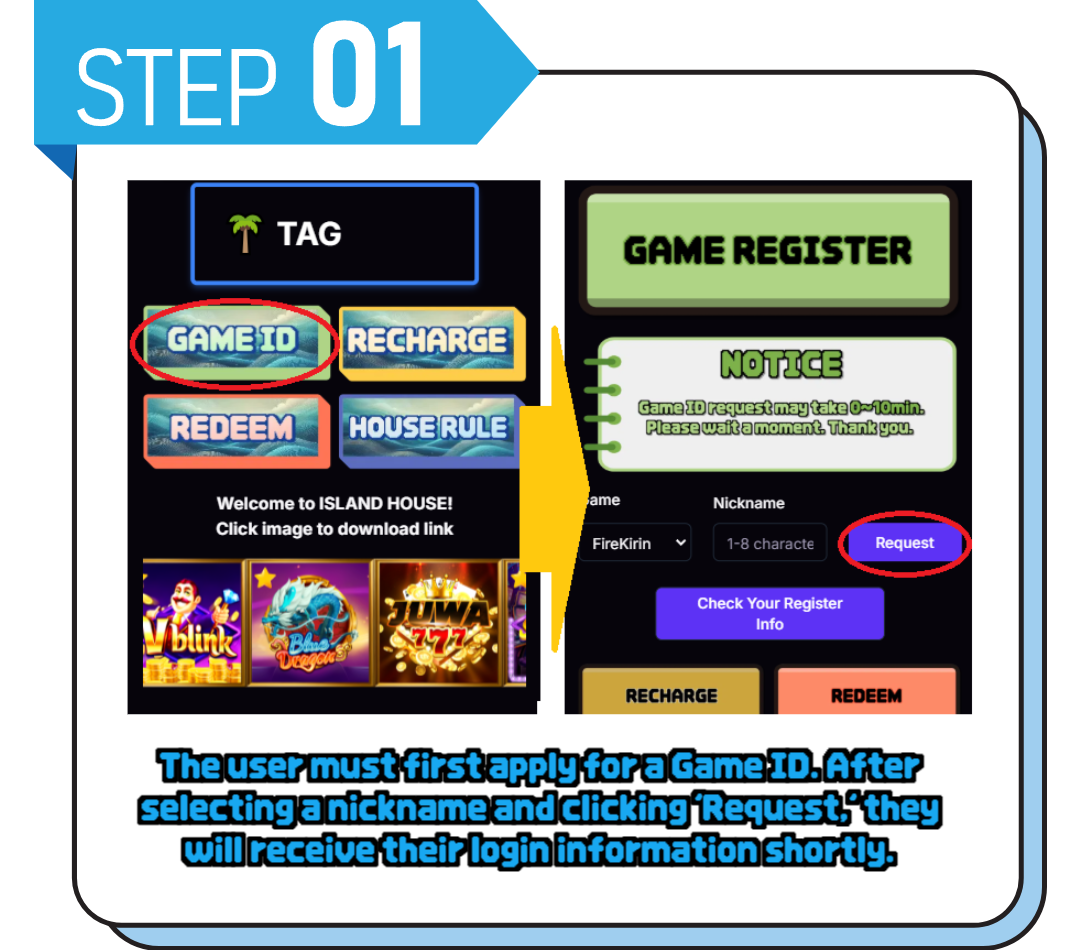 STEP 01
TAG
GAME ID
RECHARGE
REDEEM
HOUSE RULE
Welcome to ISLAND HOUSE!
Click image to download link
Vblink
Blue
Dragons
JUWA
777
GAME REGISTER
NOTICE
Game ID request may take 0~10min.
Please wait a moment. Thank you.
ame
Nickname
FireKirin
1-8 characte
Request
Check Your Register
Info
RECHARGE
REDEEM
The user must first apply for a Game ID. After
selecting a nickname and clicking 'Request,' they
will receive their login information shortly.